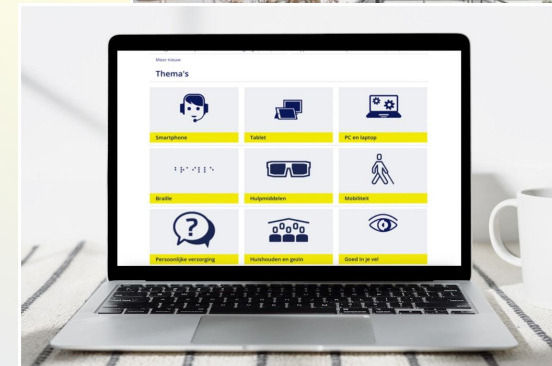 Meer nieuw
Thema's
Smartphone
Tablet
PC en laptop
Braille
Hulpmiddelen
Mobiliteit
Persoonlijke verzorging
Huishouden en gezin
Goed in je vel